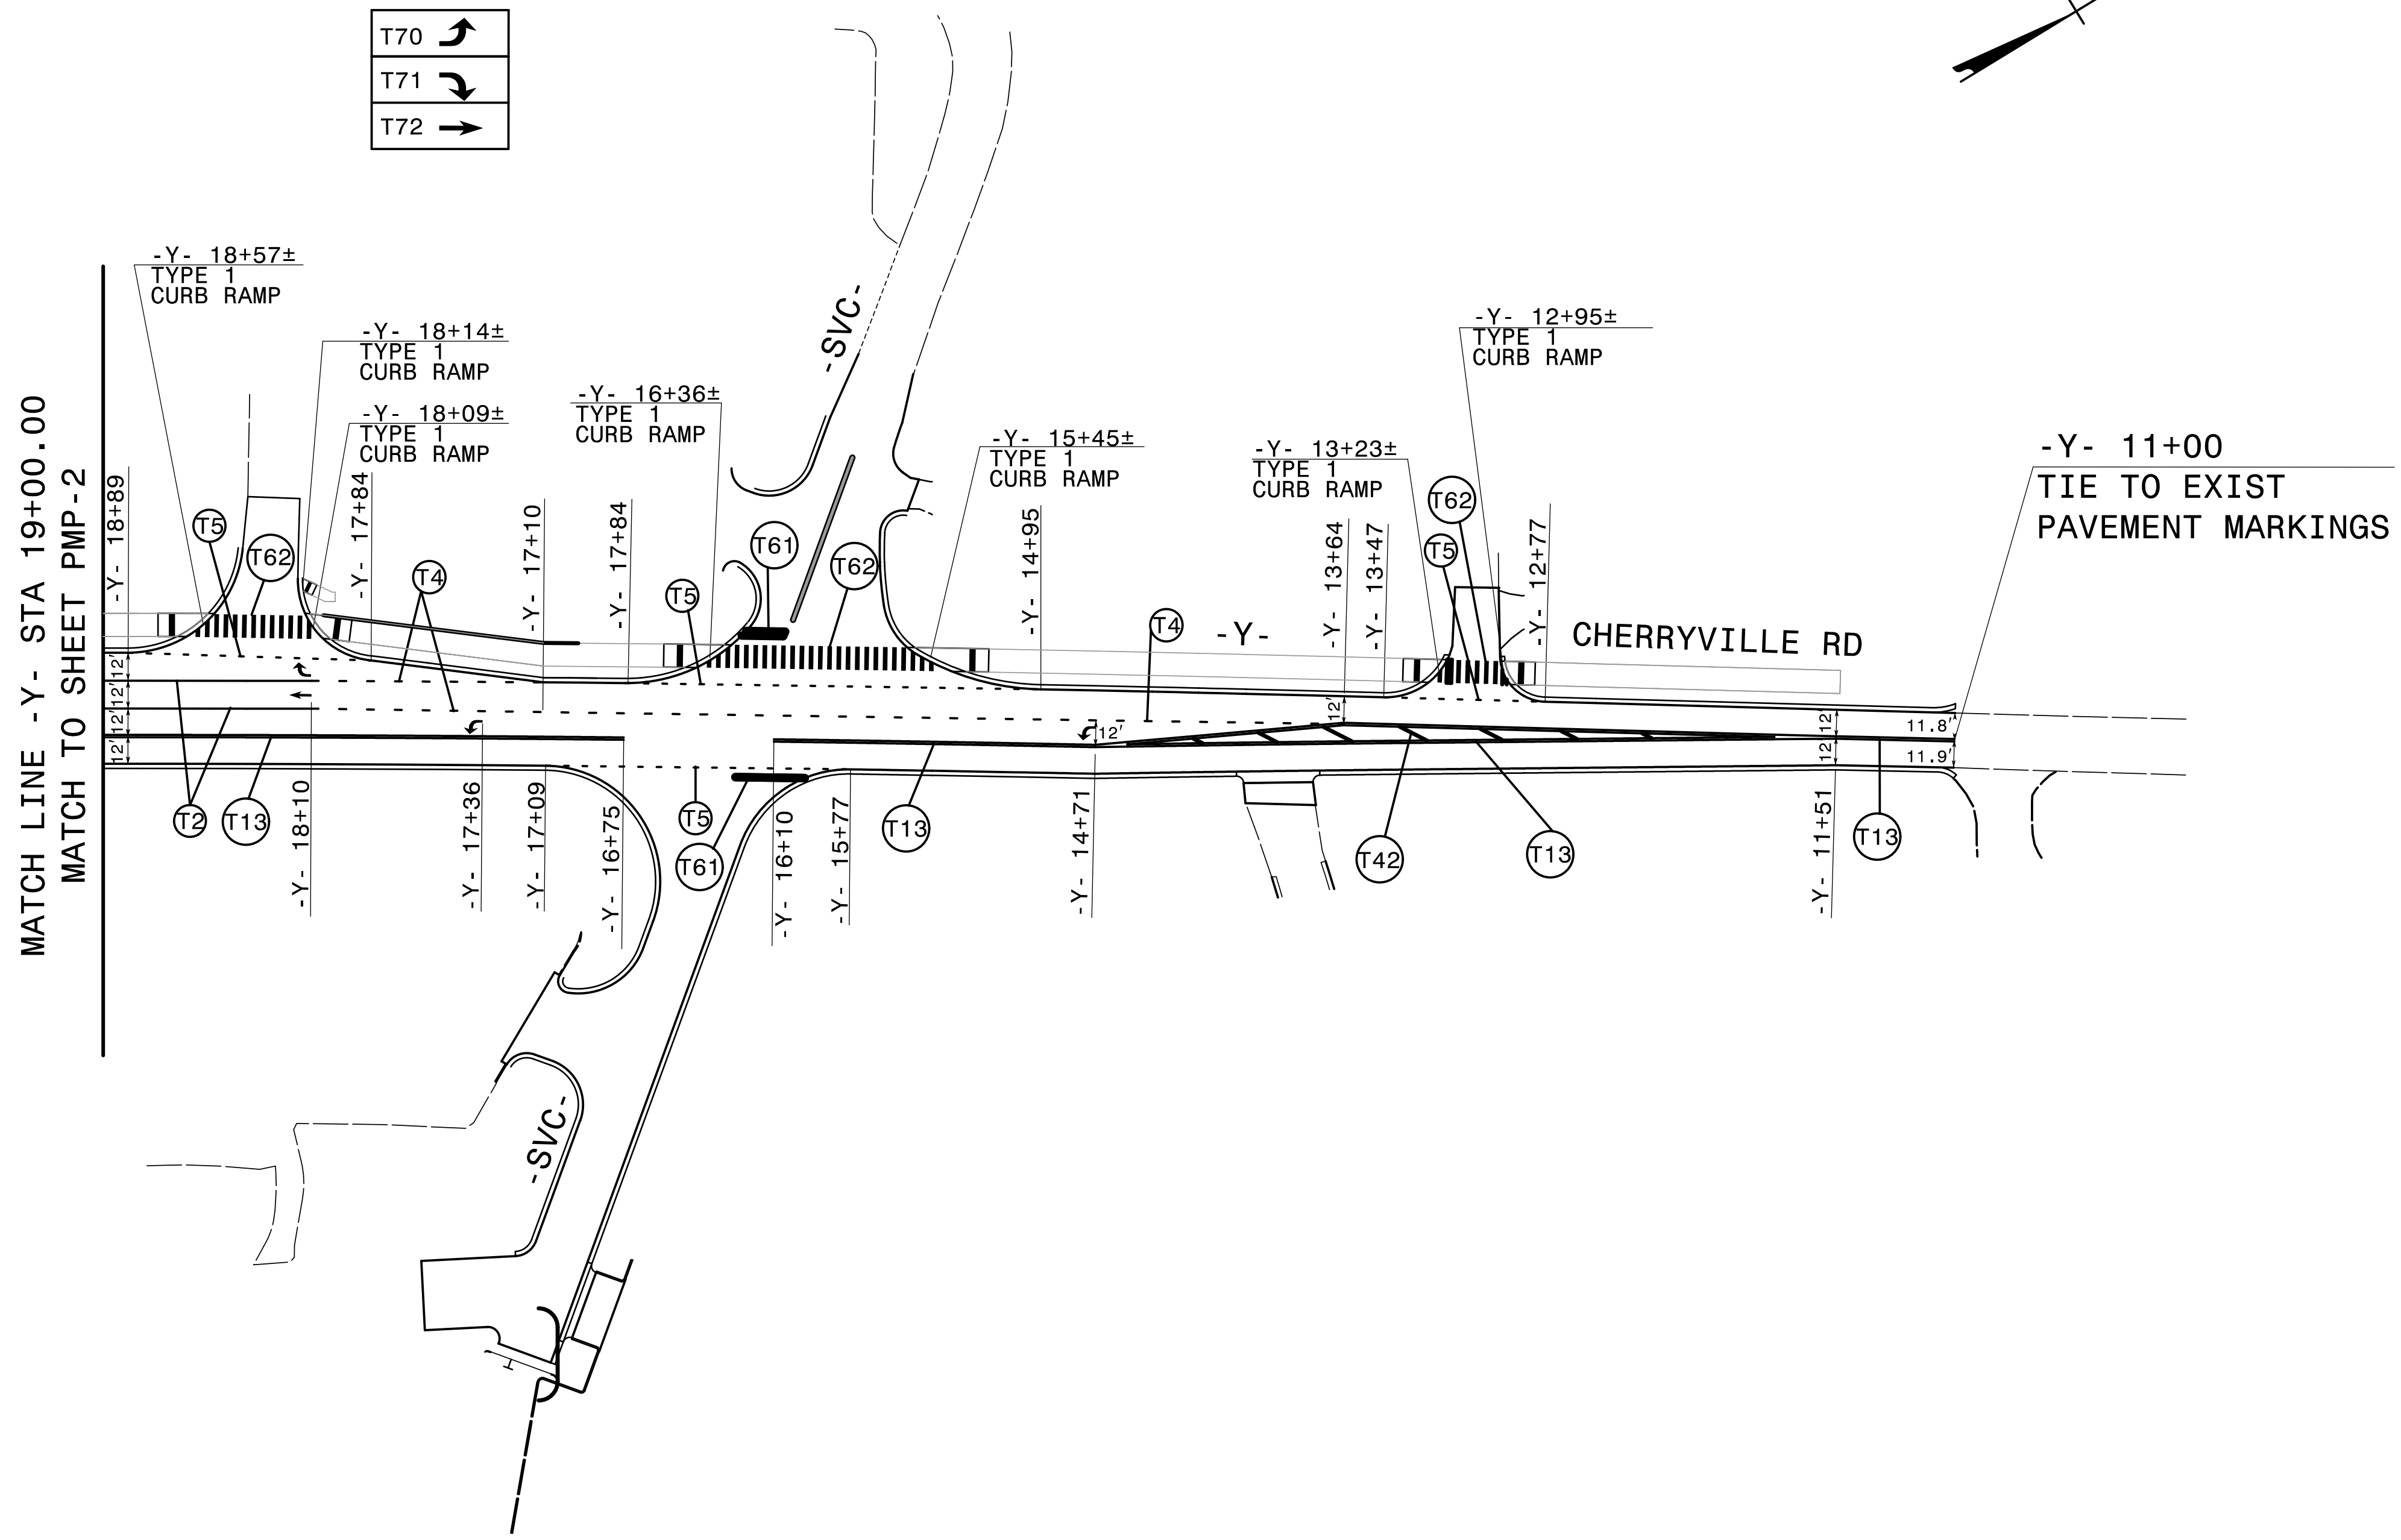 T70
T71
T72
-Y- 18+57±
TYPE 1
CURB RAMP
-Y- 18+14±
TYPE 1
CURB RAMP
-Y- 18+09±
TYPE 1
CURB RAMP
-Y- 16+36±
TYPE 1
CURB RAMP
-SVC-
-Y- 15+45±
TYPE 1
CURB RAMP
-Y- 13+23±
TYPE 1
CURB RAMP
-Y- 12+95±
TYPE 1
CURB RAMP
-Y- 11+00
TIE TO EXIST
PAVEMENT MARKINGS
MATCH LINE -Y- STA 19+00.00
MATCH TO SHEET PMP-2
-Y- 18+89
T5
T62
-Y- 17+84
T4
-Y- 17+10
-Y- 17+84
T5
T61
T62
-Y- 14+95
T4
-Y-
-Y- 13+64
-Y- 13+47
T62
T5
-Y- 12+77
CHERRYVILLE RD
12'
12'
12'
12'
12'
12'
12'
12'
11.8'
11.9'
T2
T13
-Y- 18+10
-Y- 17+36
-Y- 17+09
-Y- 16+75
T5
T61
-Y- 16+10
-Y- 15+77
T13
-Y- 14+71
T42
T13
-Y- 11+51
T13
-SVC-